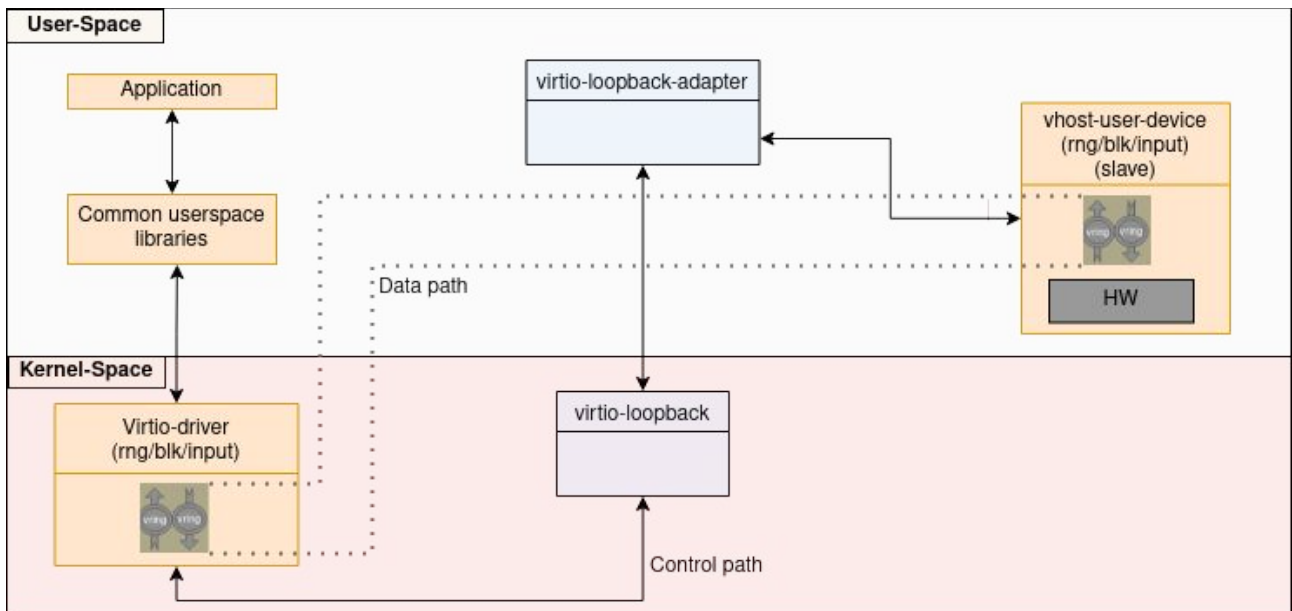 User-Space
Application
Common userspace
libraries
virtio-loopback-adapter
vhost-user-device
(rng/blk/input)
(slave)
vring
vring
HW
Data path
Kernel-Space
Virtio-driver
(rng/blk/input)
vring
vring
virtio-loopback
Control path